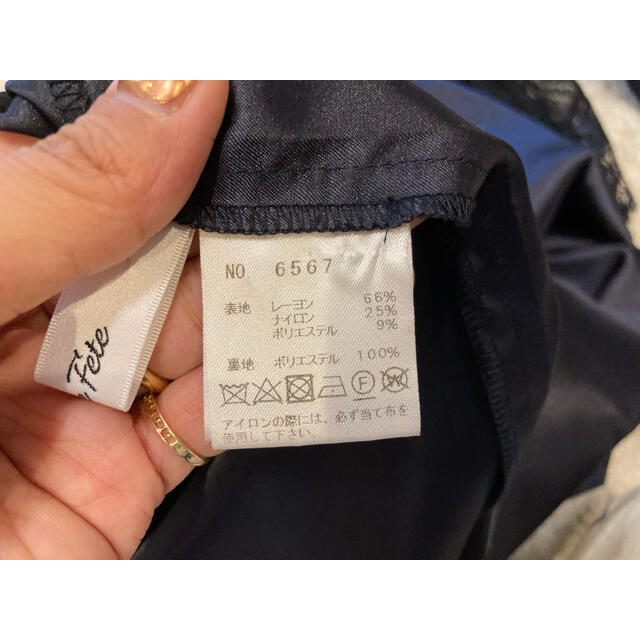 NO. 6567
表地 レーヨン 66%
ナイロン 25%
ポリエステル 9%
裏地 ポリエステル 100%
F W
アイロンの際には、必ず当て布を
使用して下さい。
Fete